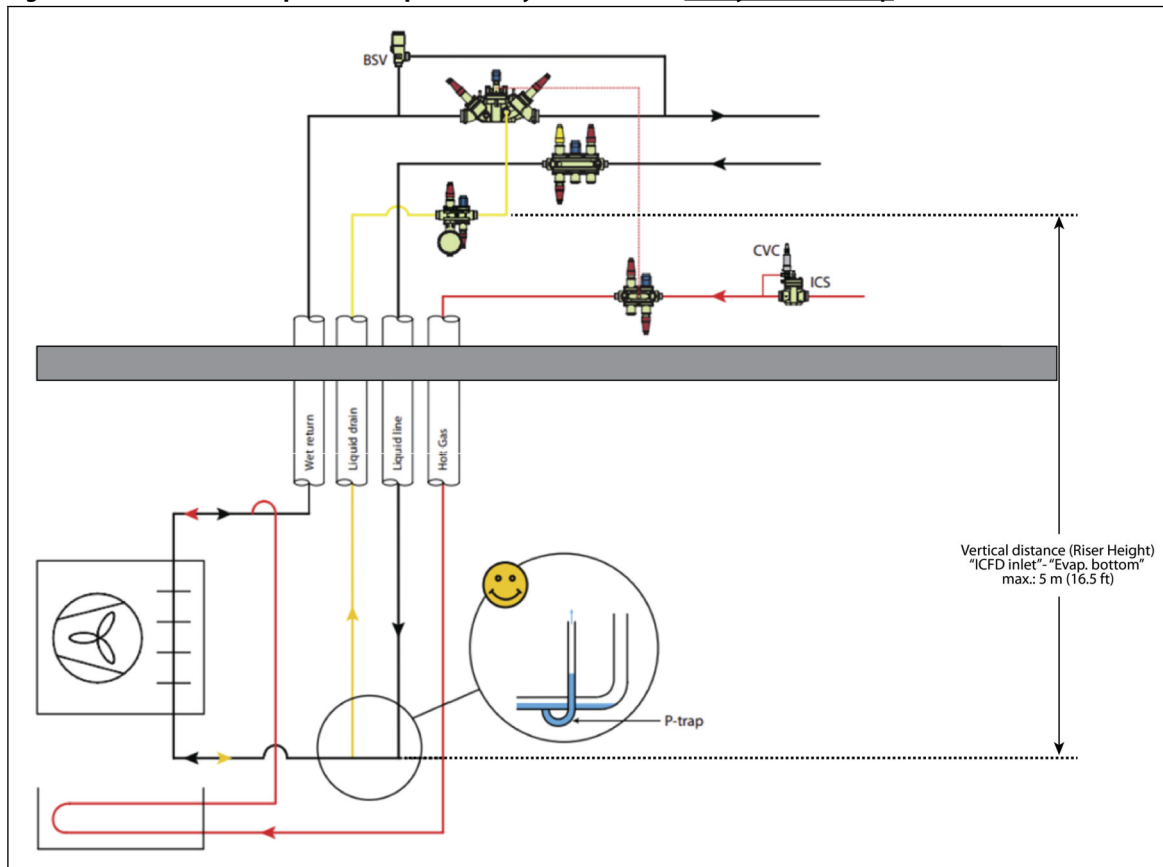 BSV
CVC
ICS
Wet return
Liquid drain
Liquid line
Hot Gas
Vertical distance (Riser Height)
"ICFD inlet"- "Evap. bottom"
max.: 5 m (16.5 ft)
P-trap